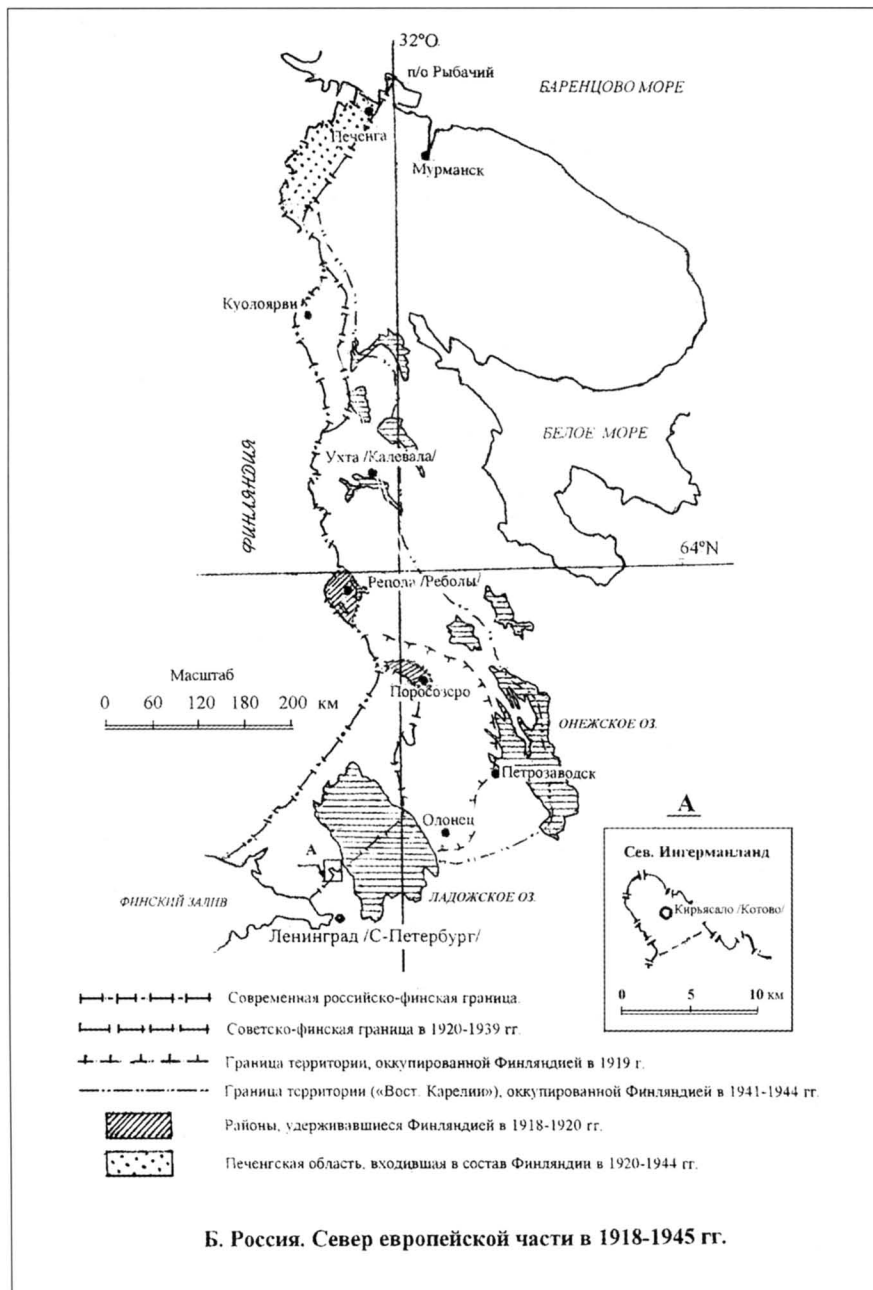 32°О.
п/о Рыбачий
БАРЕНЦОВО МОРЕ
Печенга
Мурманск
Куолоярви
БЕЛОЕ МОРЕ
Ухта /Калевала/
ФИНЛЯНДИЯ
64°N
Репола /Реболы/
Масштаб
0 60 120 180 200 км
Поросозеро
ОНЕЖСКОЕ ОЗ.
Петрозаводск
Олонец
А
А
Сев. Ингерманланд
Кирьясало /Котово/
0 5 10 км
ФИНСКИЙ ЗАЛИВ
ЛАДОЖСКОЕ ОЗ.
Ленинград /С-Петербург/
Современная российско-финская граница.
Советско-финская граница в 1920-1939 гг.
Граница территории, оккупированной Финляндией в 1919 г.
Граница территории («Вост. Карелии»), оккупированной Финляндией в 1941-1944 гг.
Районы, удерживавшиеся Финляндией в 1918-1920 гг.
Печенгская область, входившая в состав Финляндии в 1920-1944 гг.
Б. Россия. Север европейской части в 1918-1945 гг.